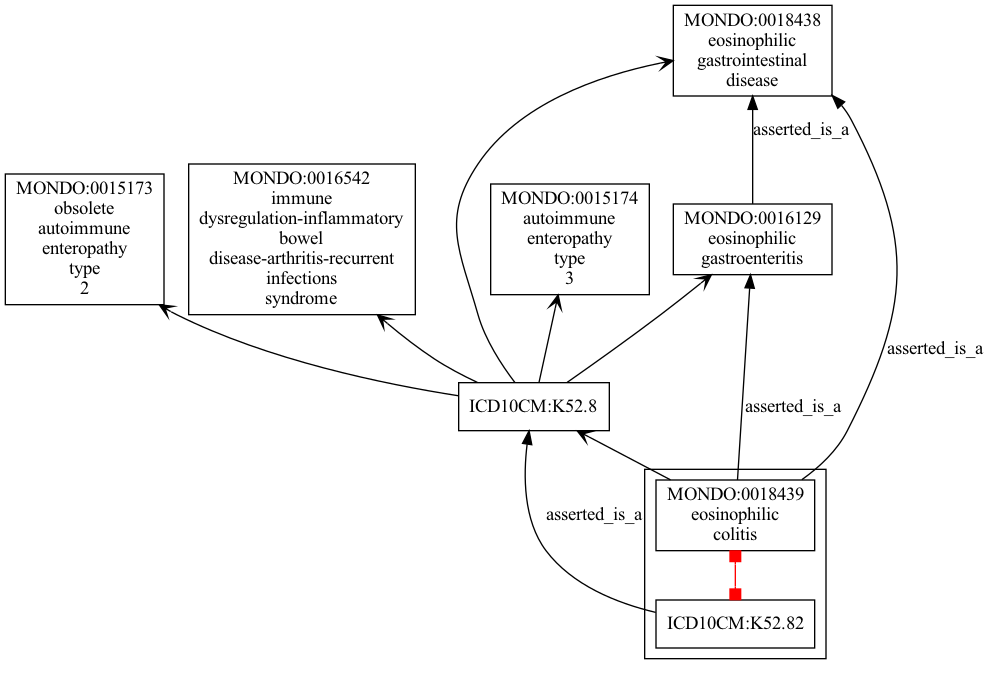 MONDO:0018438
eosinophilic
gastrointestinal
disease
asserted_is_a
MONDO:0015173
obsolete
autoimmune
enteropathy
type
2
MONDO:0016542
immune
dysregulation-inflammatory
bowel
disease-arthritis-recurrent
infections
syndrome
MONDO:0015174
autoimmune
enteropathy
type
3
MONDO:0016129
eosinophilic
gastroenteritis
asserted_is_a
asserted_is_a
ICD10CM:K52.8
MONDO:0018439
eosinophilic
colitis
asserted_is_a
ICD10CM:K52.82